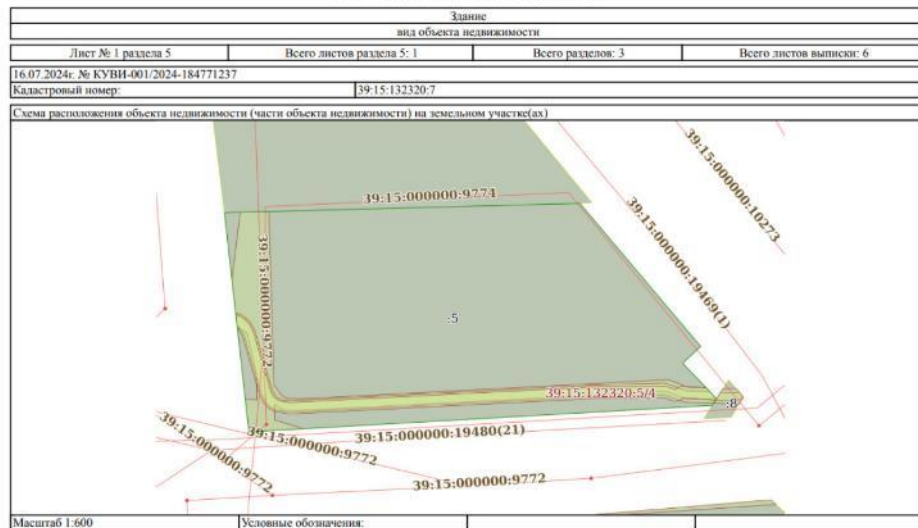 Здание
вид объекта недвижимости
Лист № 1 раздела 5 Всего листов раздела 5: 1 Всего разделов: 3 Всего листов выписки: 6
16.07.2024г. № КУВИ-001/2024-184771237
Кадастровый номер: 39:15:132320:7
Схема расположения объекта недвижимости (части объекта недвижимости) на земельном участке(ах)
39:15:000000:9774
39:15:000000:10273
39:15:000000:19469(1)
39:15:000000:9772
:5
39:15:132320:5/4
:8
39:15:000000:19480(21)
39:15:000000:9772
39:15:000000:9772
39:15:000000:9772
Масштаб 1:600 Условные обозначения: